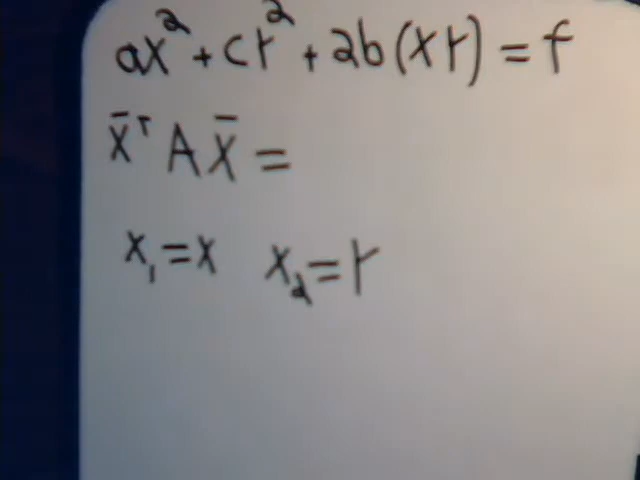 ax² + cr² + 2b(xr) = f
x̄ᵀ A x̄ =
x₁ = x   x₂ = r